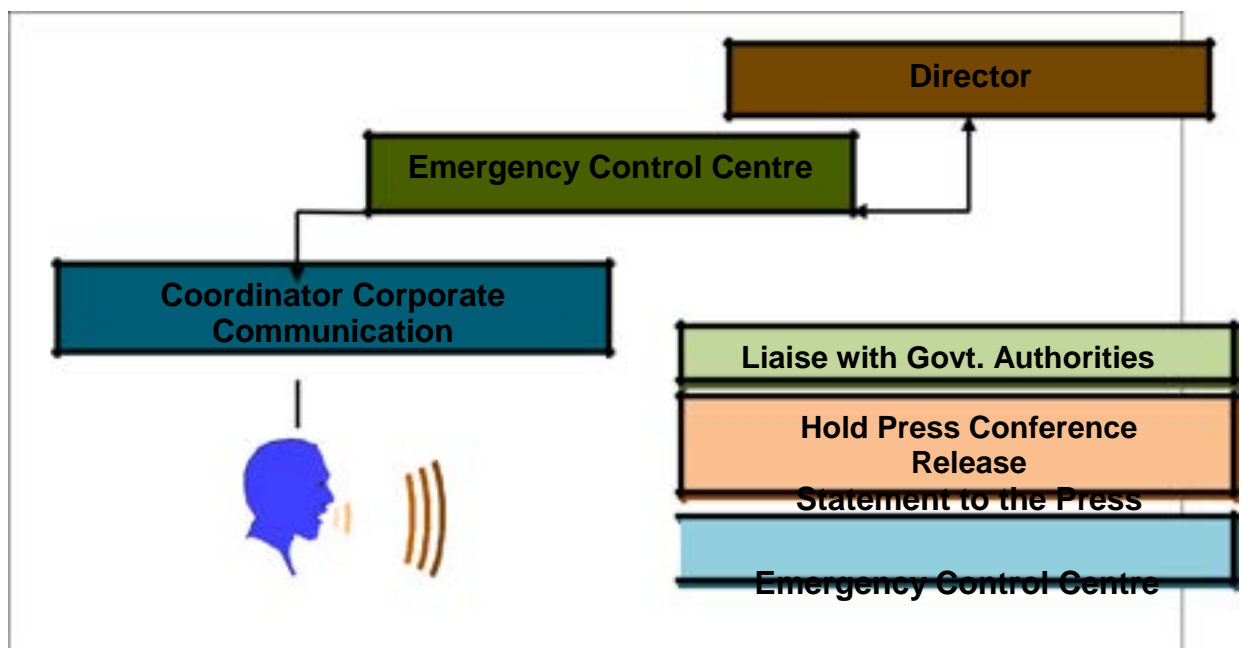 Director
Emergency Control Centre
Coordinator Corporate
Communication
Liaise with Govt. Authorities
Hold Press Conference
Release
Statement to the Press
Emergency Control Centre